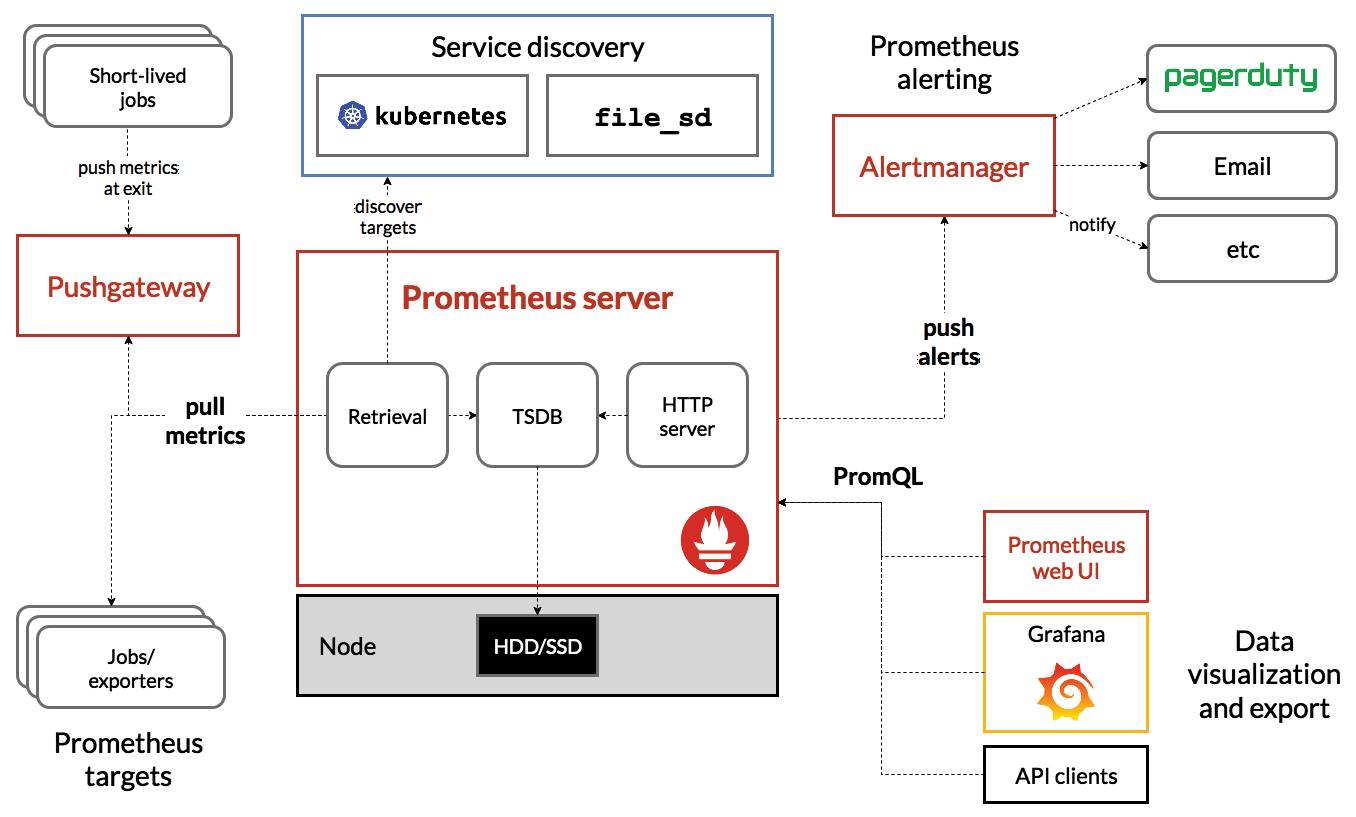 Short-lived
jobs
push metrics
at exit
Pushgateway
pull
metrics
Jobs/
exporters
Prometheus
targets
Service discovery
kubernetes
file_sd
discover
targets
Prometheus server
Retrieval
TSDB
HTTP
server
Node
HDD/SSD
Prometheus
alerting
Alertmanager
pagerduty
Email
etc
notify
push
alerts
PromQL
Prometheus
web UI
Grafana
API clients
Data
visualization
and export